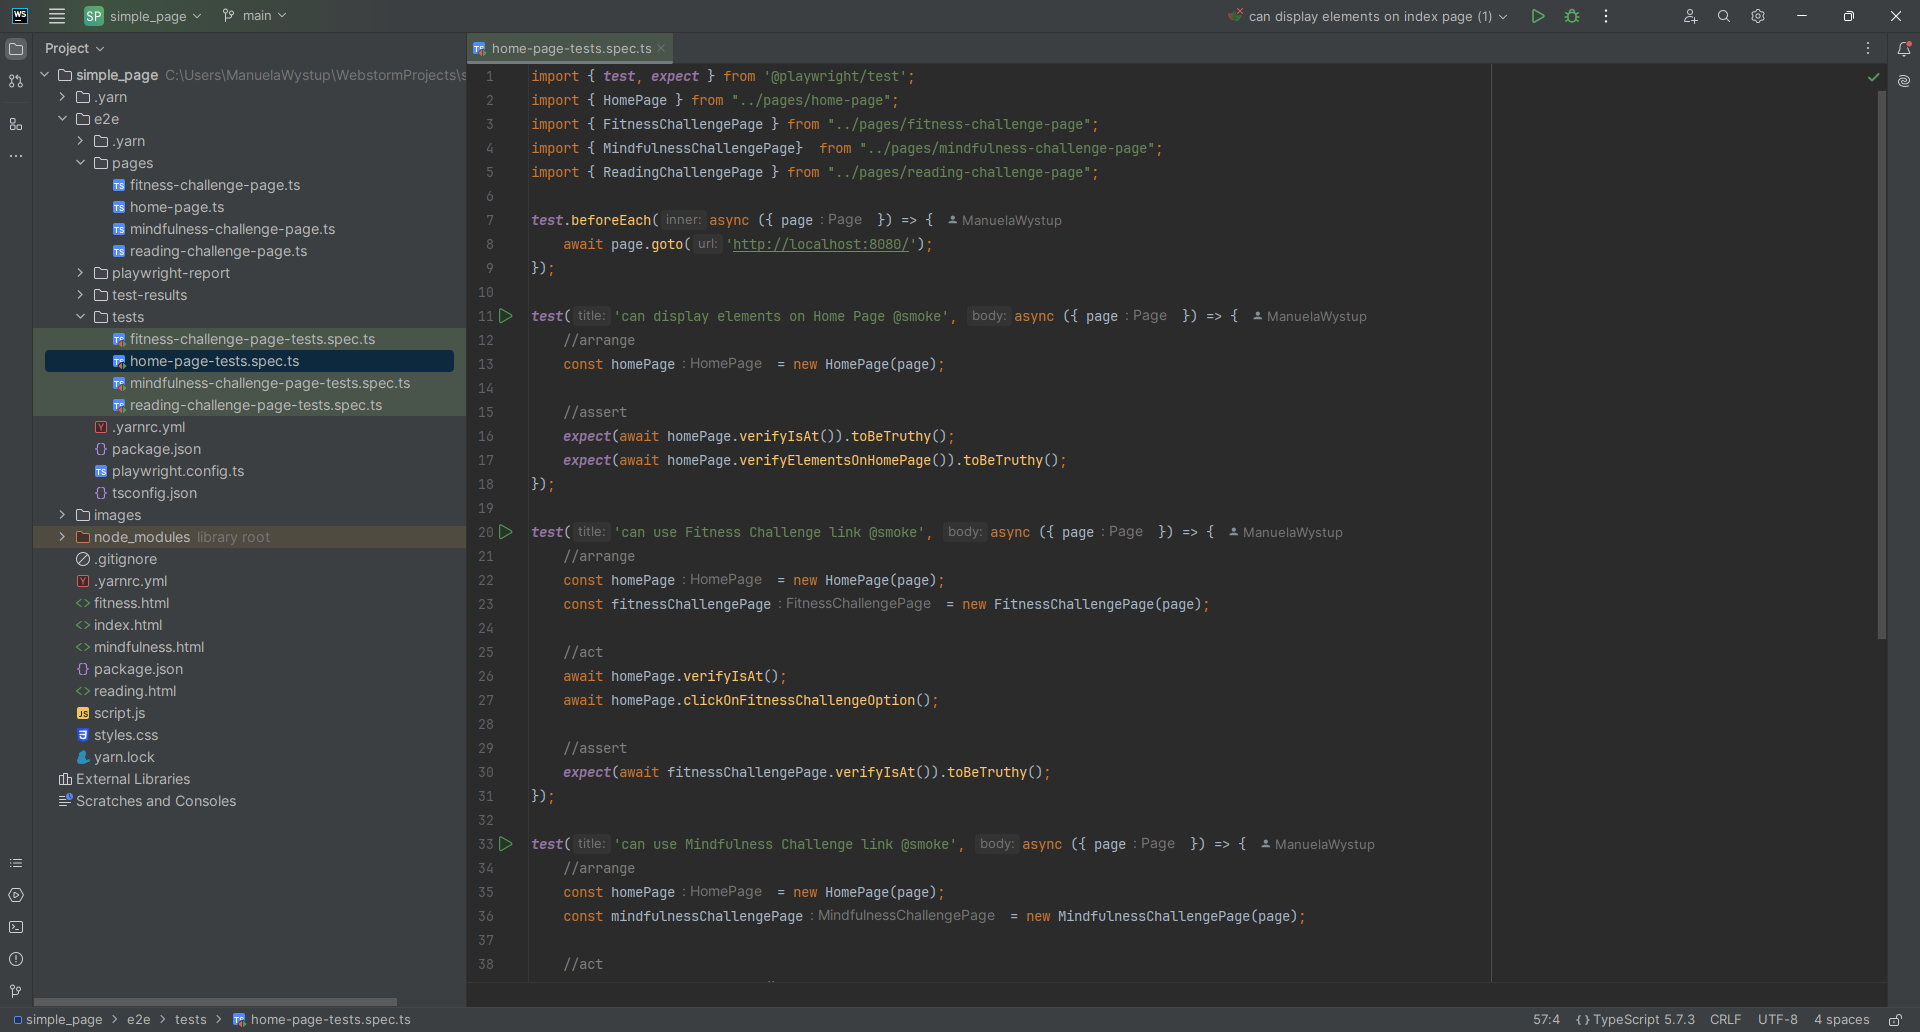 WS SP simple_page main can display elements on index page (1)
Project
simple_page C:\Users\ManuelaWystup\WebstormProjects\s
.yarn
e2e
.yarn
pages
fitness-challenge-page.ts
home-page.ts
mindfulness-challenge-page.ts
reading-challenge-page.ts
playwright-report
test-results
tests
fitness-challenge-page-tests.spec.ts
home-page-tests.spec.ts
mindfulness-challenge-page-tests.spec.ts
reading-challenge-page-tests.spec.ts
.yarnrc.yml
package.json
playwright.config.ts
tsconfig.json
images
node_modules library root
.gitignore
.yarnrc.yml
fitness.html
index.html
mindfulness.html
package.json
reading.html
script.js
styles.css
yarn.lock
External Libraries
Scratches and Consoles
home-page-tests.spec.ts
1 import { test, expect } from '@playwright/test';
2 import { HomePage } from "../pages/home-page";
3 import { FitnessChallengePage } from "../pages/fitness-challenge-page";
4 import { MindfulnessChallengePage}  from "../pages/mindfulness-challenge-page";
5 import { ReadingChallengePage } from "../pages/reading-challenge-page";
6
7 test.beforeEach( inner: async ({ page : Page }) => { ManuelaWystup
8 await page.goto( url: 'http://localhost:8080/');
9 });
10
11 test( title: 'can display elements on Home Page @smoke', body: async ({ page : Page }) => { ManuelaWystup
12 //arrange
13 const homePage : HomePage = new HomePage(page);
14
15 //assert
16 expect(await homePage.verifyIsAt()).toBeTruthy();
17 expect(await homePage.verifyElementsOnHomePage()).toBeTruthy();
18 });
19
20 test( title: 'can use Fitness Challenge link @smoke', body: async ({ page : Page }) => { ManuelaWystup
21 //arrange
22 const homePage : HomePage = new HomePage(page);
23 const fitnessChallengePage : FitnessChallengePage = new FitnessChallengePage(page);
24
25 //act
26 await homePage.verifyIsAt();
27 await homePage.clickOnFitnessChallengeOption();
28
29 //assert
30 expect(await fitnessChallengePage.verifyIsAt()).toBeTruthy();
31 });
32
33 test( title: 'can use Mindfulness Challenge link @smoke', body: async ({ page : Page }) => { ManuelaWystup
34 //arrange
35 const homePage : HomePage = new HomePage(page);
36 const mindfulnessChallengePage : MindfulnessChallengePage = new MindfulnessChallengePage(page);
37
38 //act
simple_page > e2e > tests > home-page-tests.spec.ts
57:4 {} TypeScript 5.7.3 CRLF UTF-8 4 spaces